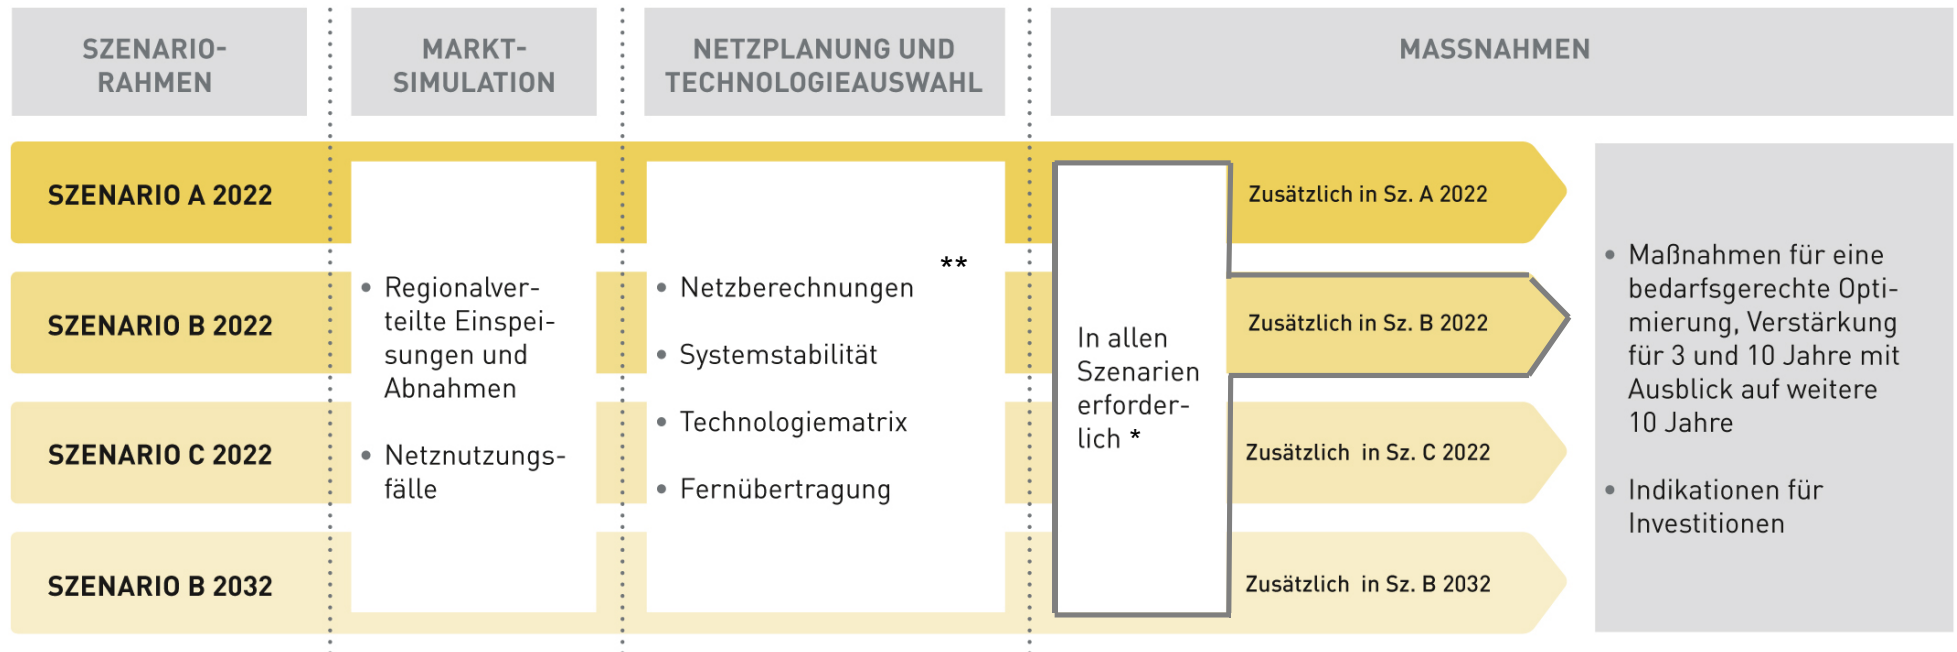 SZENARIO-
RAHMEN
MARKT-
SIMULATION
NETZPLANUNG UND
TECHNOLOGIEAUSWAHL
MASSNAHMEN
SZENARIO A 2022
SZENARIO B 2022
SZENARIO C 2022
SZENARIO B 2032
• Regionalver-
teilte Einspei-
sungen und
Abnahmen
• Netznutzungs-
fälle
**
• Netzberechnungen
• Systemstabilität
• Technologiematrix
• Fernübertragung
In allen
Szenarien
erforder-
lich *
Zusätzlich in Sz. A 2022
Zusätzlich in Sz. B 2022
Zusätzlich in Sz. C 2022
Zusätzlich in Sz. B 2032
• Maßnahmen für eine
bedarfsgerechte Opti-
mierung, Verstärkung
für 3 und 10 Jahre mit
Ausblick auf weitere
10 Jahre
• Indikationen für
Investitionen